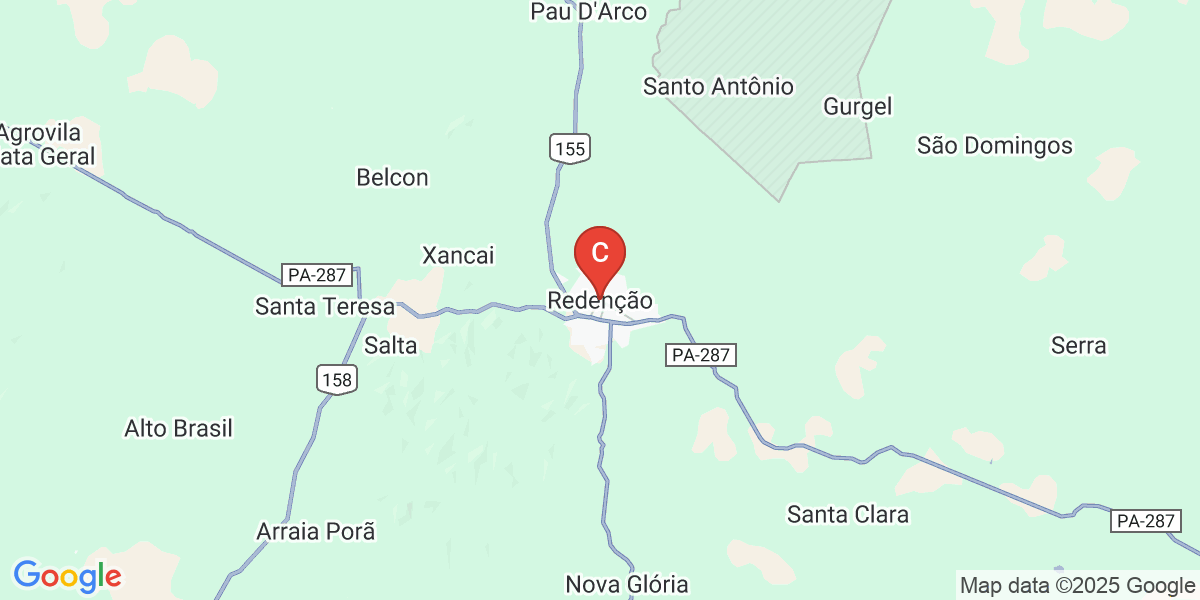 Pau D'Arco
Santo Antônio
Gurgel
Agrovila
ata Geral
155
São Domingos
Belcon
Xancai
C
PA-287
Santa Teresa
Redenção
Salta
PA-287
Serra
158
Alto Brasil
Santa Clara
PA-287
Arraia Porã
Google
Nova Glória
Map data ©2025 Google